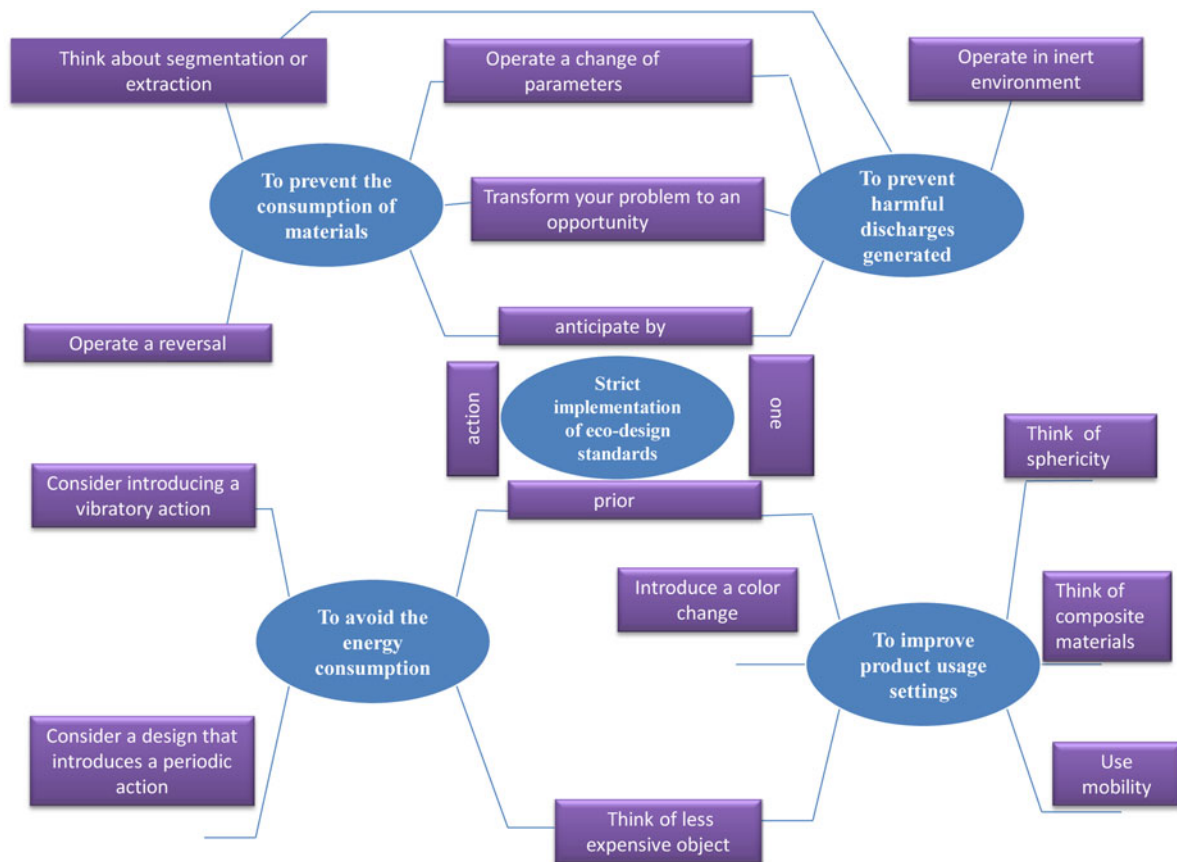 Think about segmentation or
extraction
Operate a change of
parameters
Operate in inert
environment
To prevent the
consumption of
materials
Transform your problem to an
opportunity
To prevent
harmful
discharges
generated
Operate a reversal
anticipate by
action
Strict
implementation
of eco-design
standards
one
prior
Think of
sphericity
Consider introducing a
vibratory action
To avoid the
energy
consumption
Introduce a color
change
To improve
product usage
settings
Think of
composite
materials
Consider a design that
introduces a periodic
action
Think of less
expensive object
Use
mobility